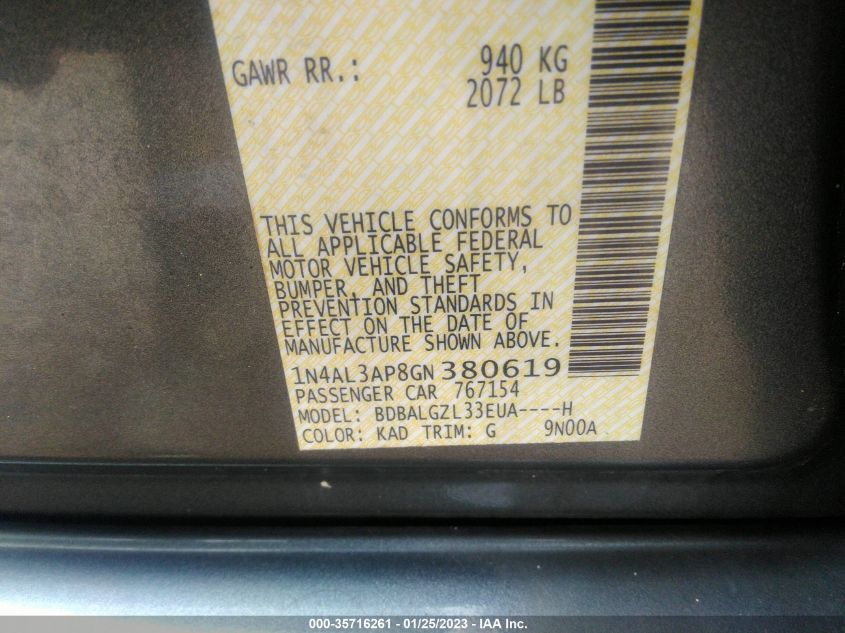 GAWR RR.: 940 KG
2072 LB
THIS VEHICLE CONFORMS TO
ALL APPLICABLE FEDERAL
MOTOR VEHICLE SAFETY,
BUMPER, AND THEFT
PREVENTION STANDARDS IN
EFFECT ON THE DATE OF
MANUFACTURE SHOWN ABOVE.
1N4AL3AP8GN 380619
PASSENGER CAR 767154
MODEL: BDBALGZL33EUA----H
COLOR: KAD TRIM: G 9N00A
000-35716261 - 01/25/2023 - IAA Inc.